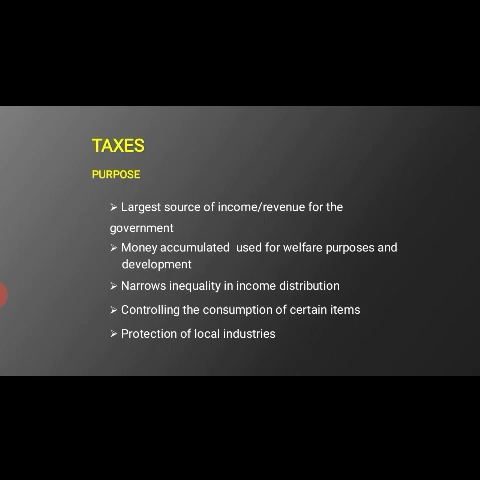 TAXES
PURPOSE
➢ Largest source of income/revenue for the
government
➢ Money accumulated used for welfare purposes and
development
➢ Narrows inequality in income distribution
➢ Controlling the consumption of certain items
➢ Protection of local industries